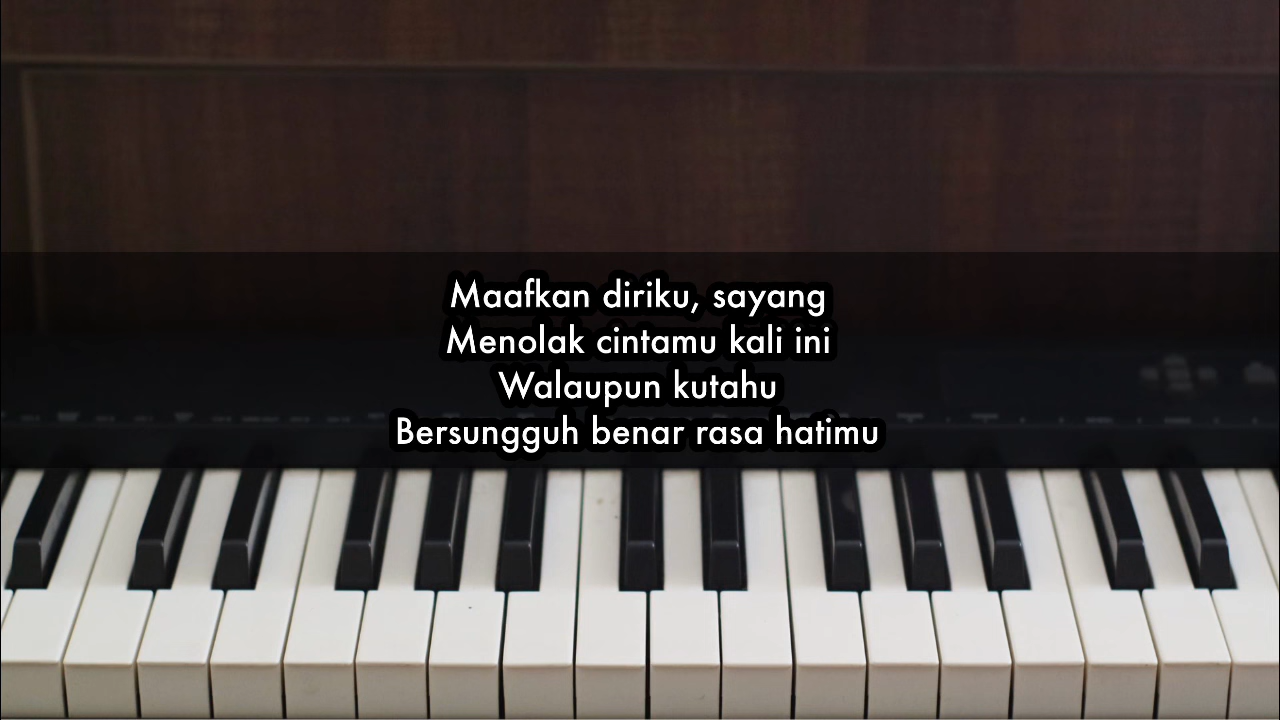 Maafkan diriku, sayang
Menolak cintamu kali ini
Walaupun kutahu
Bersungguh benar rasa hatimu